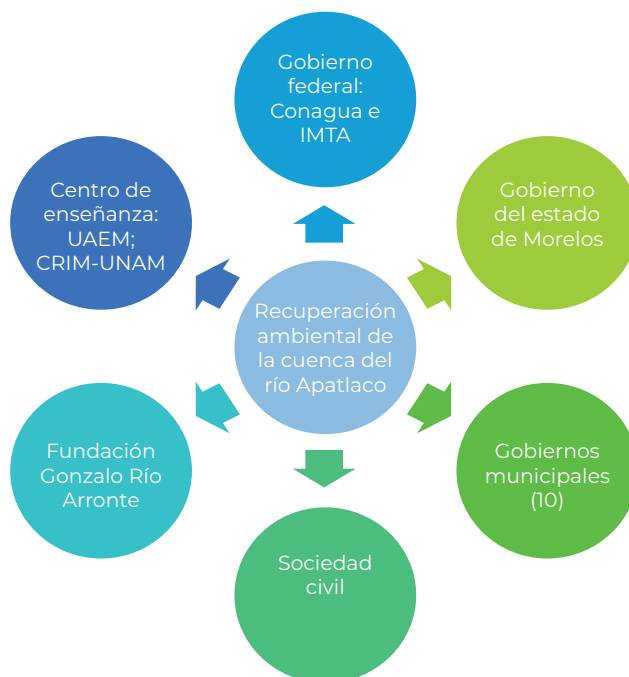 Gobierno
federal:
Conagua e
IMTA
Centro de
enseñanza:
UAEM;
CRIM-UNAM
Gobierno
del estado
de Morelos
Recuperación
ambiental de
la cuenca del
río Apatlaco
Fundación
Gonzalo Río
Arronte
Gobiernos
municipales
(10)
Sociedad
civil